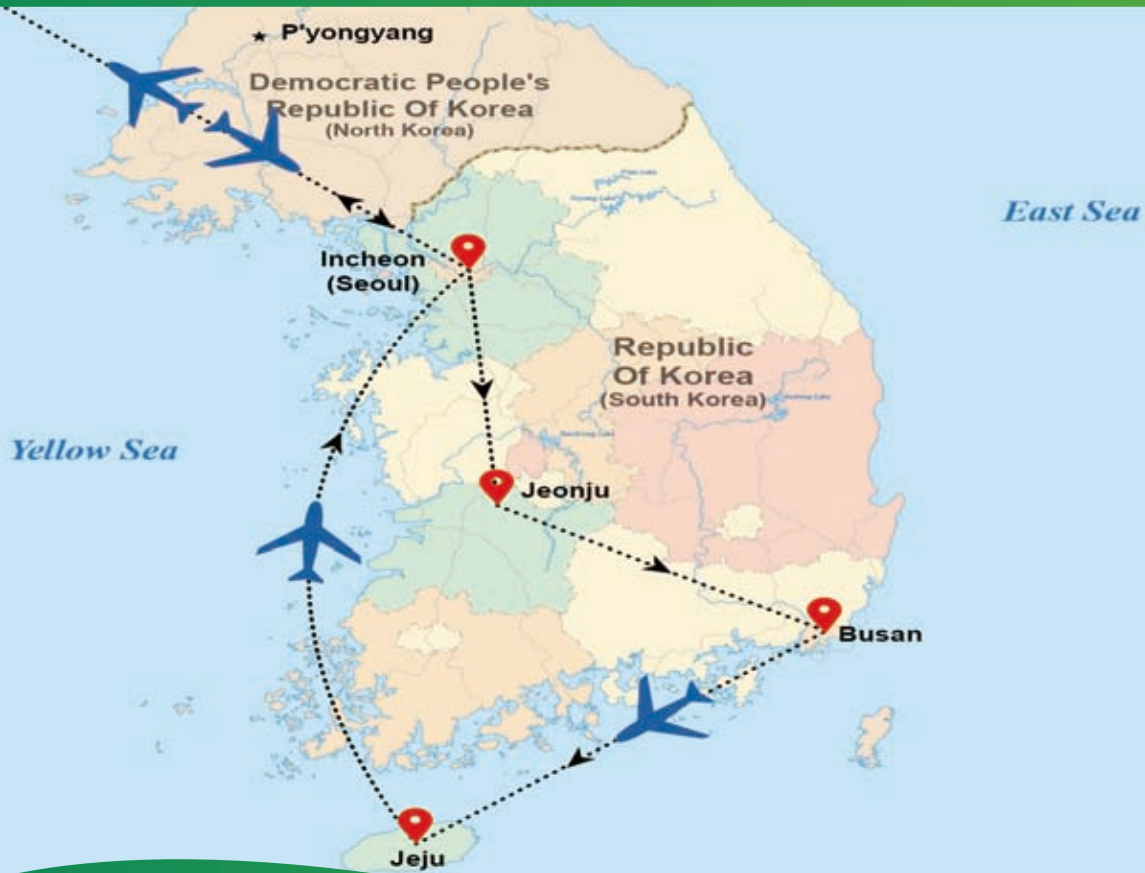 P'yongyang
Democratic People's
Republic Of Korea
(North Korea)
East Sea
Incheon
(Seoul)
Republic
Of Korea
(South Korea)
Yellow Sea
Jeonju
Busan
Jeju